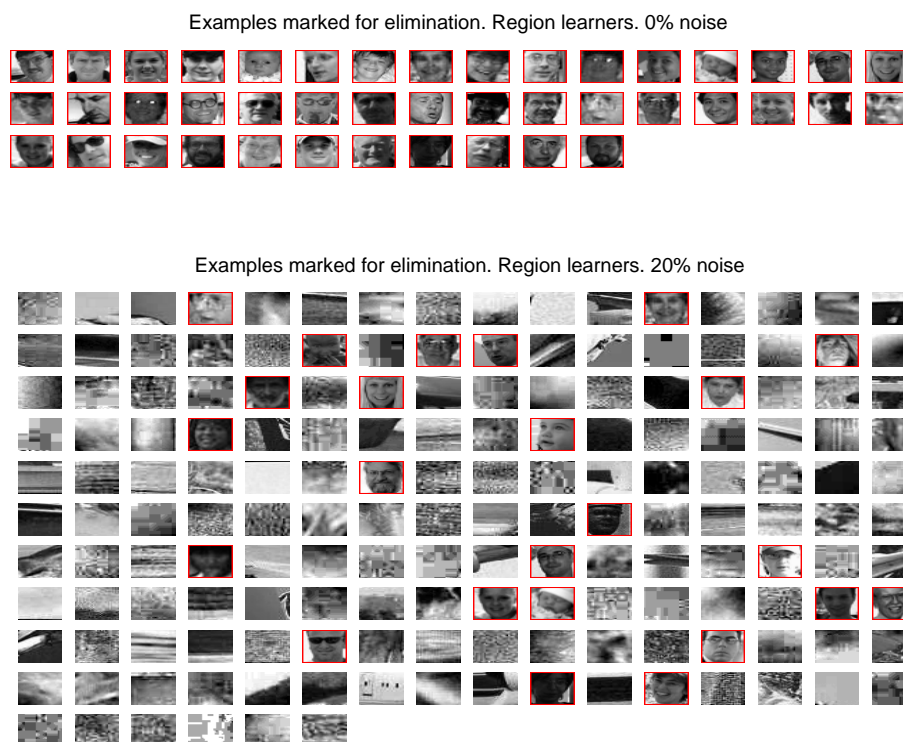 Examples marked for elimination. Region learners. 0% noise
Examples marked for elimination. Region learners. 20% noise